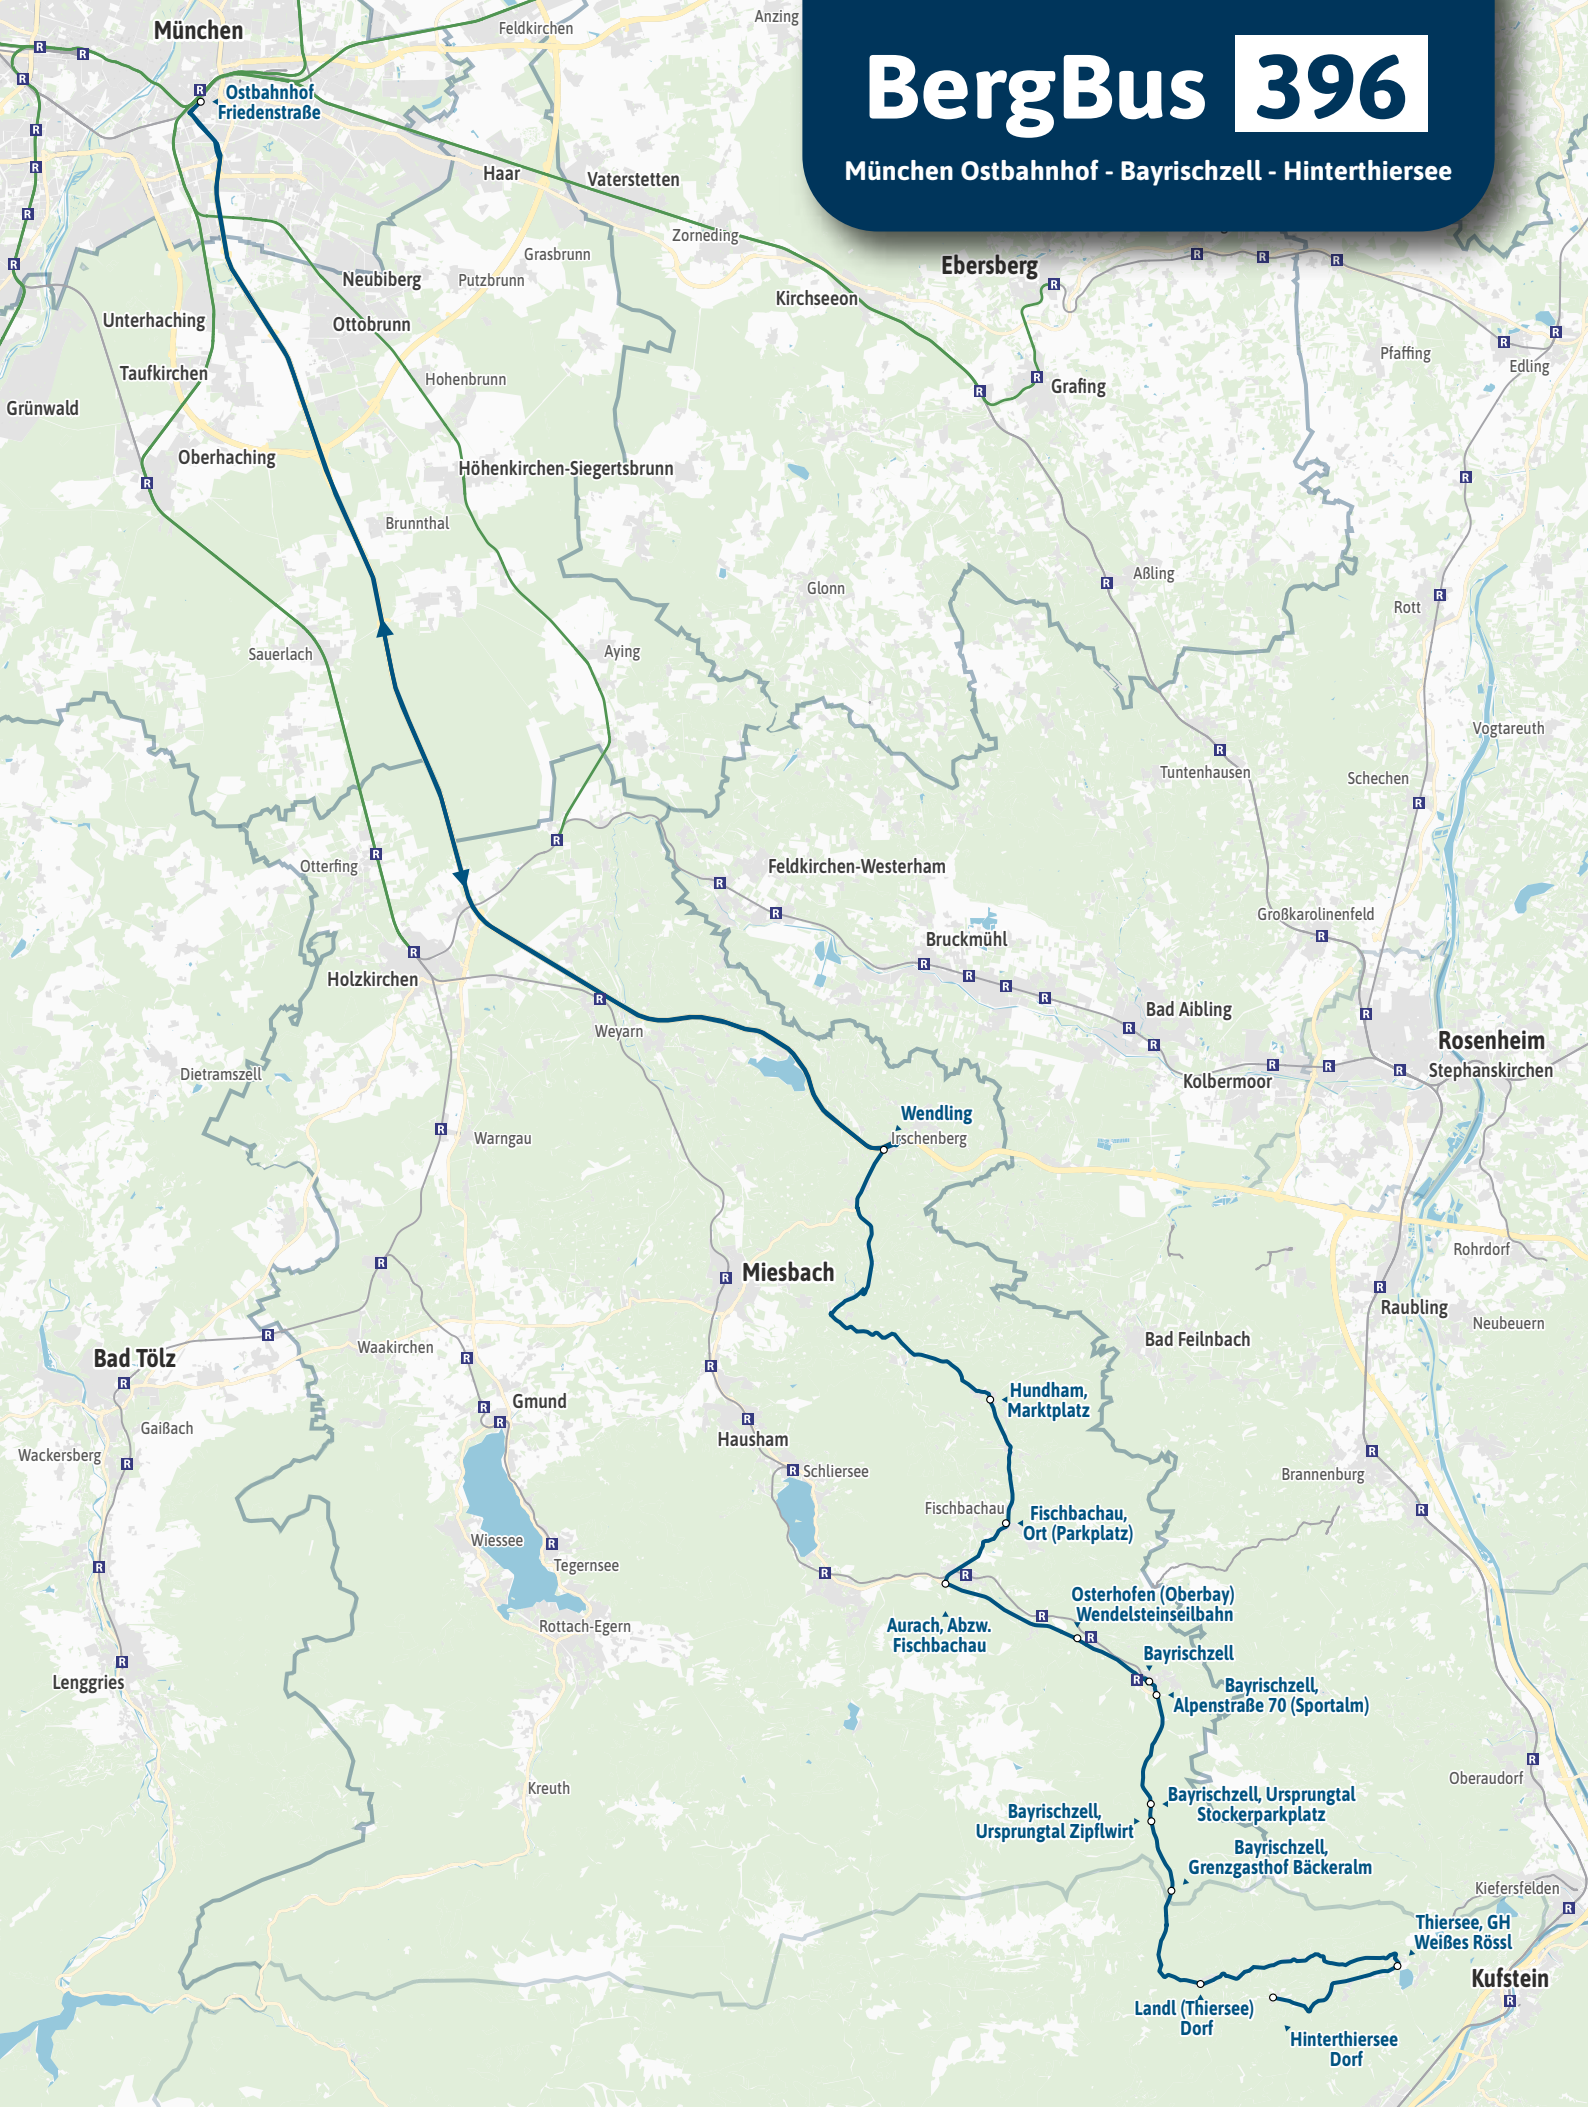 BergBus 396
München Ostbahnhof - Bayrischzell - Hinterthiersee
München
Feldkirchen
Anzing
Ostbahnhof
Friedenstraße
Haar
Vaterstetten
Zorneding
Grasbrunn
Putzbrunn
Neubiberg
Ebersberg
Kirchseeon
Unterhaching
Ottobrunn
Pfaffing
Edling
Taufkirchen
Hohenbrunn
Grafing
Grünwald
Oberhaching
Höhenkirchen-Siegertsbrunn
Brunnthal
Glonn
Aßling
Rott
Sauerlach
Aying
Vogtareuth
Tuntenhausen
Schechen
Otterfing
Feldkirchen-Westerham
Großkarolinenfeld
Bruckmühl
Holzkirchen
Bad Aibling
Weyarn
Rosenheim
Stephanskirchen
Dietramszell
Kolbermoor
Wendling
Irschenberg
Warngau
Rohrdorf
Miesbach
Raubling
Neubeuern
Waakirchen
Bad Feilnbach
Bad Tölz
Hundham,
Marktplatz
Gmund
Gaißach
Hausham
Wackersberg
Schliersee
Brannenburg
Fischbachau
Fischbachau,
Ort (Parkplatz)
Wiessee
Tegernsee
Osterhofen (Oberbay)
Wendelsteinseilbahn
Rottach-Egern
Aurach, Abzw.
Fischbachau
Bayrischzell
Lenggries
Bayrischzell,
Alpenstraße 70 (Sportalm)
Oberaudorf
Kreuth
Bayrischzell, Ursprungtal
Stockerparkplatz
Bayrischzell,
Ursprungtal Zipflwirt
Bayrischzell,
Grenzgasthof Bäckeralm
Kiefersfelden
Thiersee, GH
Weißes Rössl
Kufstein
Landl (Thiersee)
Dorf
Hinterthiersee
Dorf